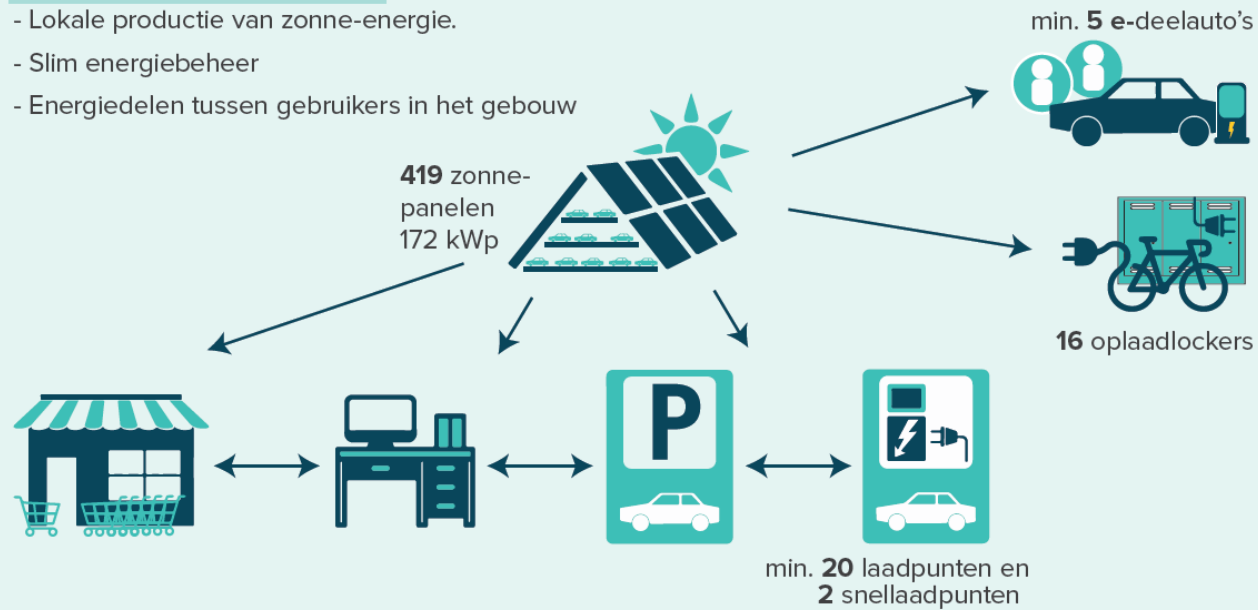 - Lokale productie van zonne-energie.
- Slim energiebeheer
- Energiedelen tussen gebruikers in het gebouw
min. 5 e-deelauto's
419 zonne-
panelen
172 kWp
16 oplaadlockers
P
min. 20 laadpunten en
2 snellaadpunten